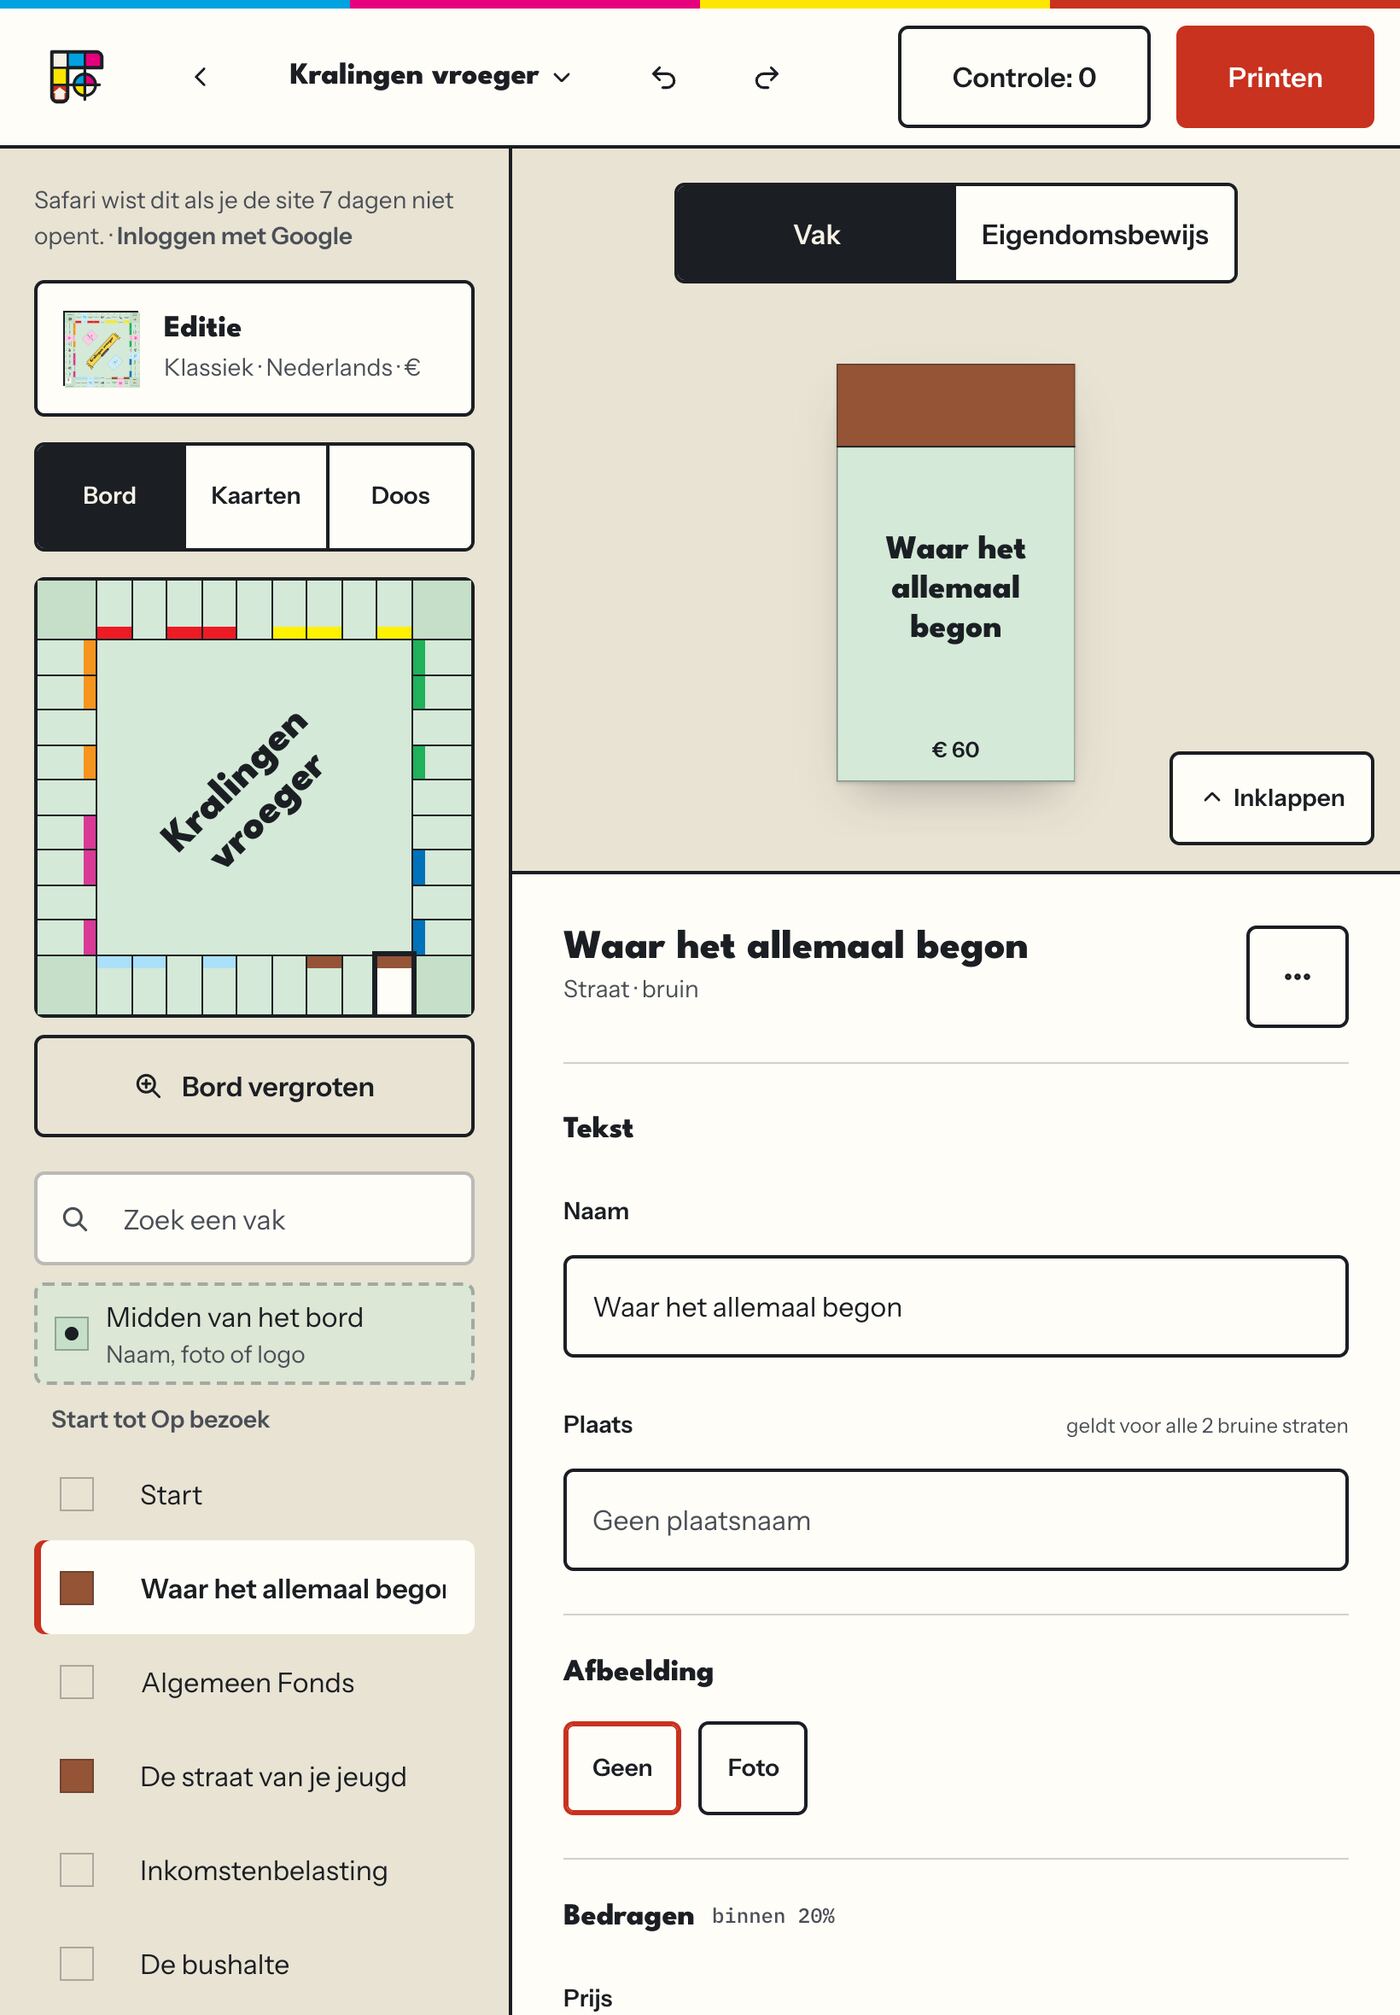 Kralingen vroeger
Controle: 0
Printen
Safari wist dit als je de site 7 dagen niet
opent. · Inloggen met Google
Editie
Klassiek · Nederlands · €
Bord
Kaarten
Doos
Kralingen
vroeger
Bord vergroten
Zoek een vak
Midden van het bord
Naam, foto of logo
Start tot Op bezoek
Start
Waar het allemaal begon
Algemeen Fonds
De straat van je jeugd
Inkomstenbelasting
De bushalte
Vak
Eigendomsbewijs
Waar het
allemaal
begon
€ 60
Inklappen
Waar het allemaal begon
Straat · bruin
Tekst
Naam
Waar het allemaal begon
Plaats
geldt voor alle 2 bruine straten
Geen plaatsnaam
Afbeelding
Geen
Foto
Bedragen binnen 20%
Prijs